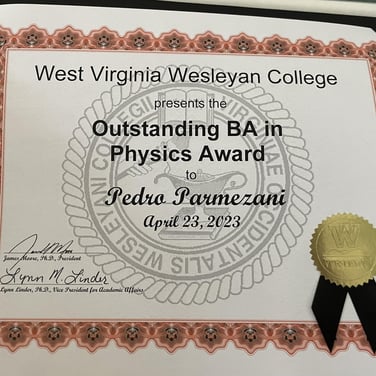 West Virginia Wesleyan College
presents the
Outstanding BA in
Physics Award
to
Pedro Parmezani
April 23, 2023
James Moore, Ph.D., President
Lynn M. Linder
Lynn Linder, Ph.D., Vice President for Academic Affairs
W